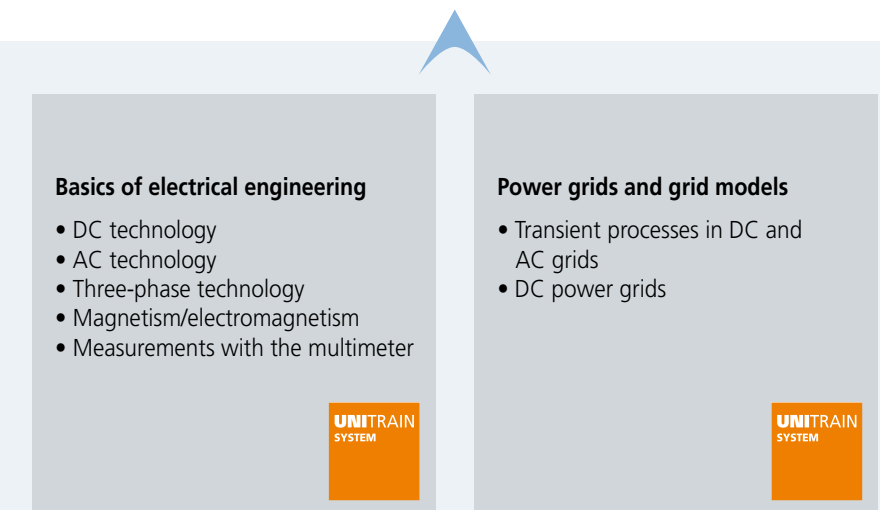 Basics of electrical engineering
• DC technology
• AC technology
• Three-phase technology
• Magnetism/electromagnetism
• Measurements with the multimeter
UNITRAIN
SYSTEM
Power grids and grid models
• Transient processes in DC and
AC grids
• DC power grids
UNITRAIN
SYSTEM